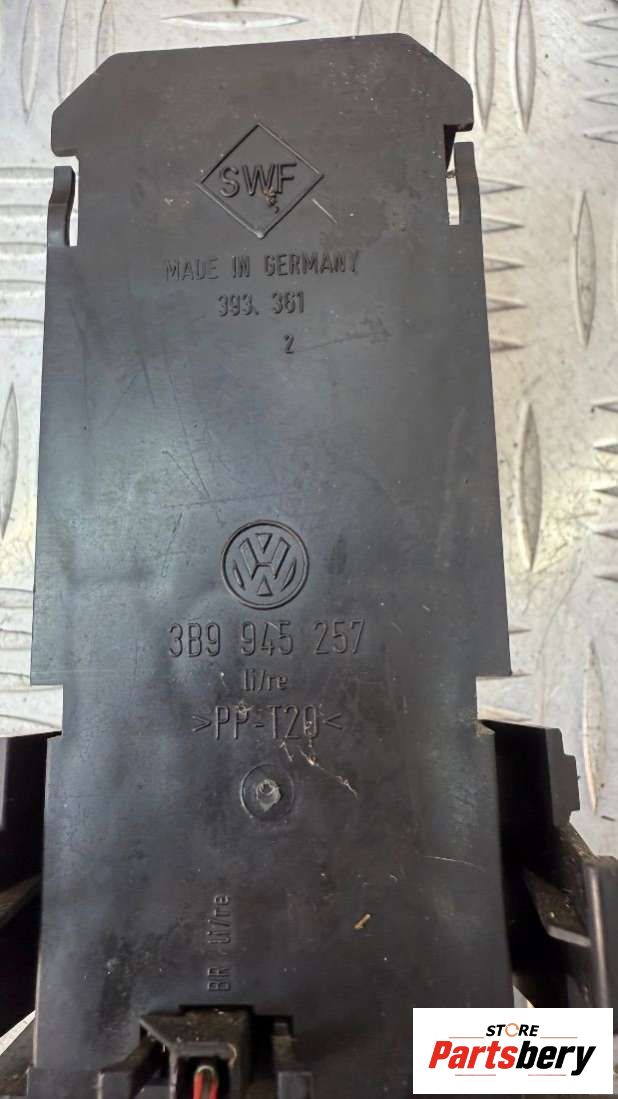 SWF
MADE IN GERMANY
393. 361
2
VW
3B9 945 257
li/re
>PP-T20<
BR li/re
STORE
Partsbery